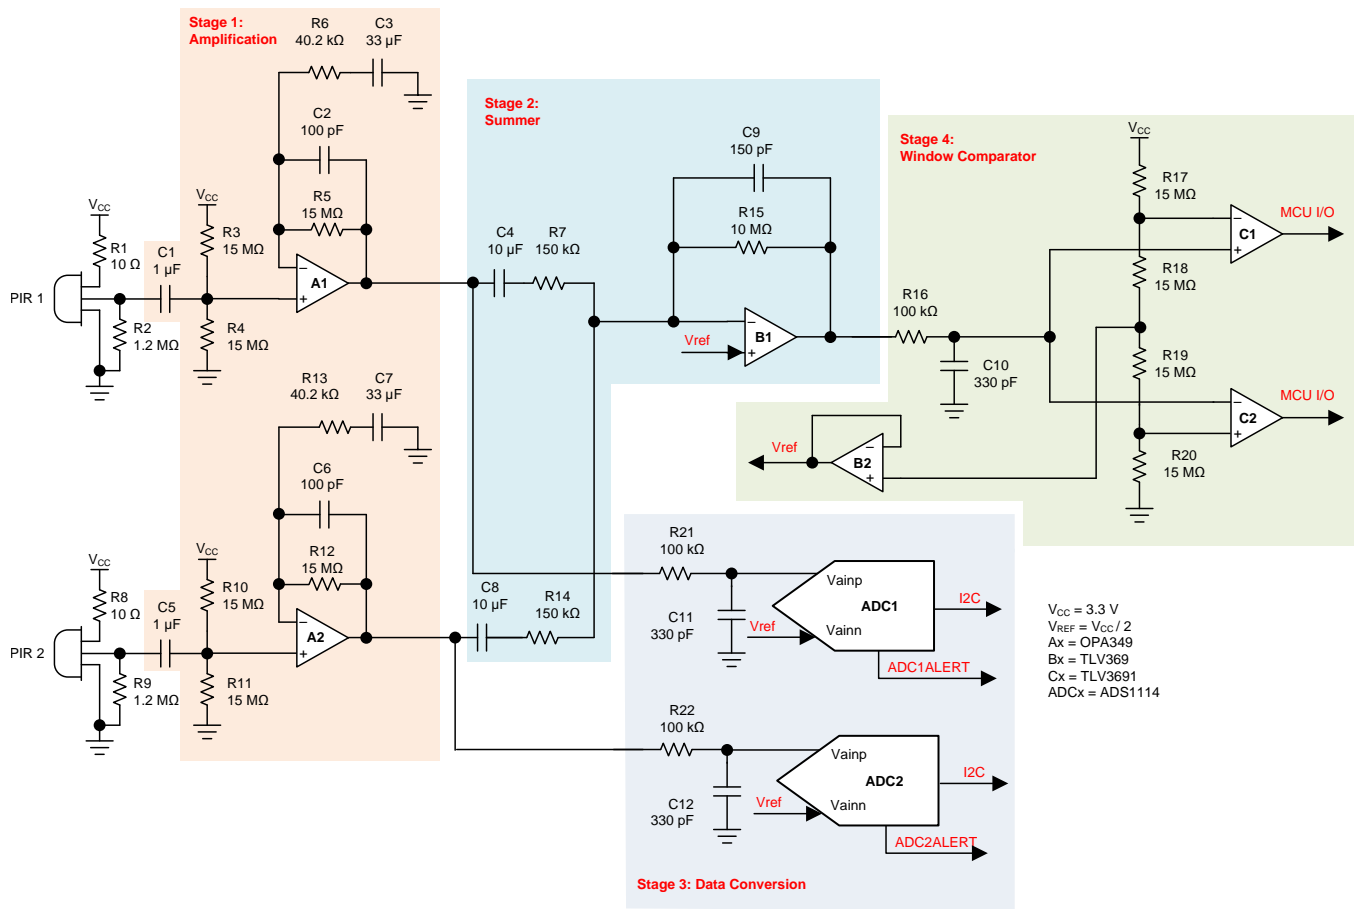 Stage 1:
Amplification
R6
40.2 kΩ
C3
33 µF
C2
100 pF
R5
15 MΩ
VCC
R1
10 Ω
C1
1 µF
VCC
R3
15 MΩ
PIR 1
R2
1.2 MΩ
R4
15 MΩ
−
+
A1
R13
40.2 kΩ
C7
33 µF
C6
100 pF
R12
15 MΩ
VCC
R8
10 Ω
C5
1 µF
VCC
R10
15 MΩ
PIR 2
R9
1.2 MΩ
R11
15 MΩ
−
+
A2
Stage 2:
Summer
C4
10 µF
R7
150 kΩ
C9
150 pF
R15
10 MΩ
−
+
B1
Vref
C8
10 µF
R14
150 kΩ
Stage 4:
Window Comparator
VCC
R17
15 MΩ
R18
15 MΩ
R19
15 MΩ
R20
15 MΩ
R16
100 kΩ
C10
330 pF
−
+
C1
MCU I/O
−
+
C2
MCU I/O
Vref
−
+
B2
R21
100 kΩ
C11
330 pF
Vainp
ADC1
Vainn
Vref
I2C
ADC1ALERT
R22
100 kΩ
C12
330 pF
Vainp
ADC2
Vainn
Vref
I2C
ADC2ALERT
Stage 3: Data Conversion
VCC = 3.3 V
VREF = VCC / 2
Ax = OPA349
Bx = TLV369
Cx = TLV3691
ADCx = ADS1114